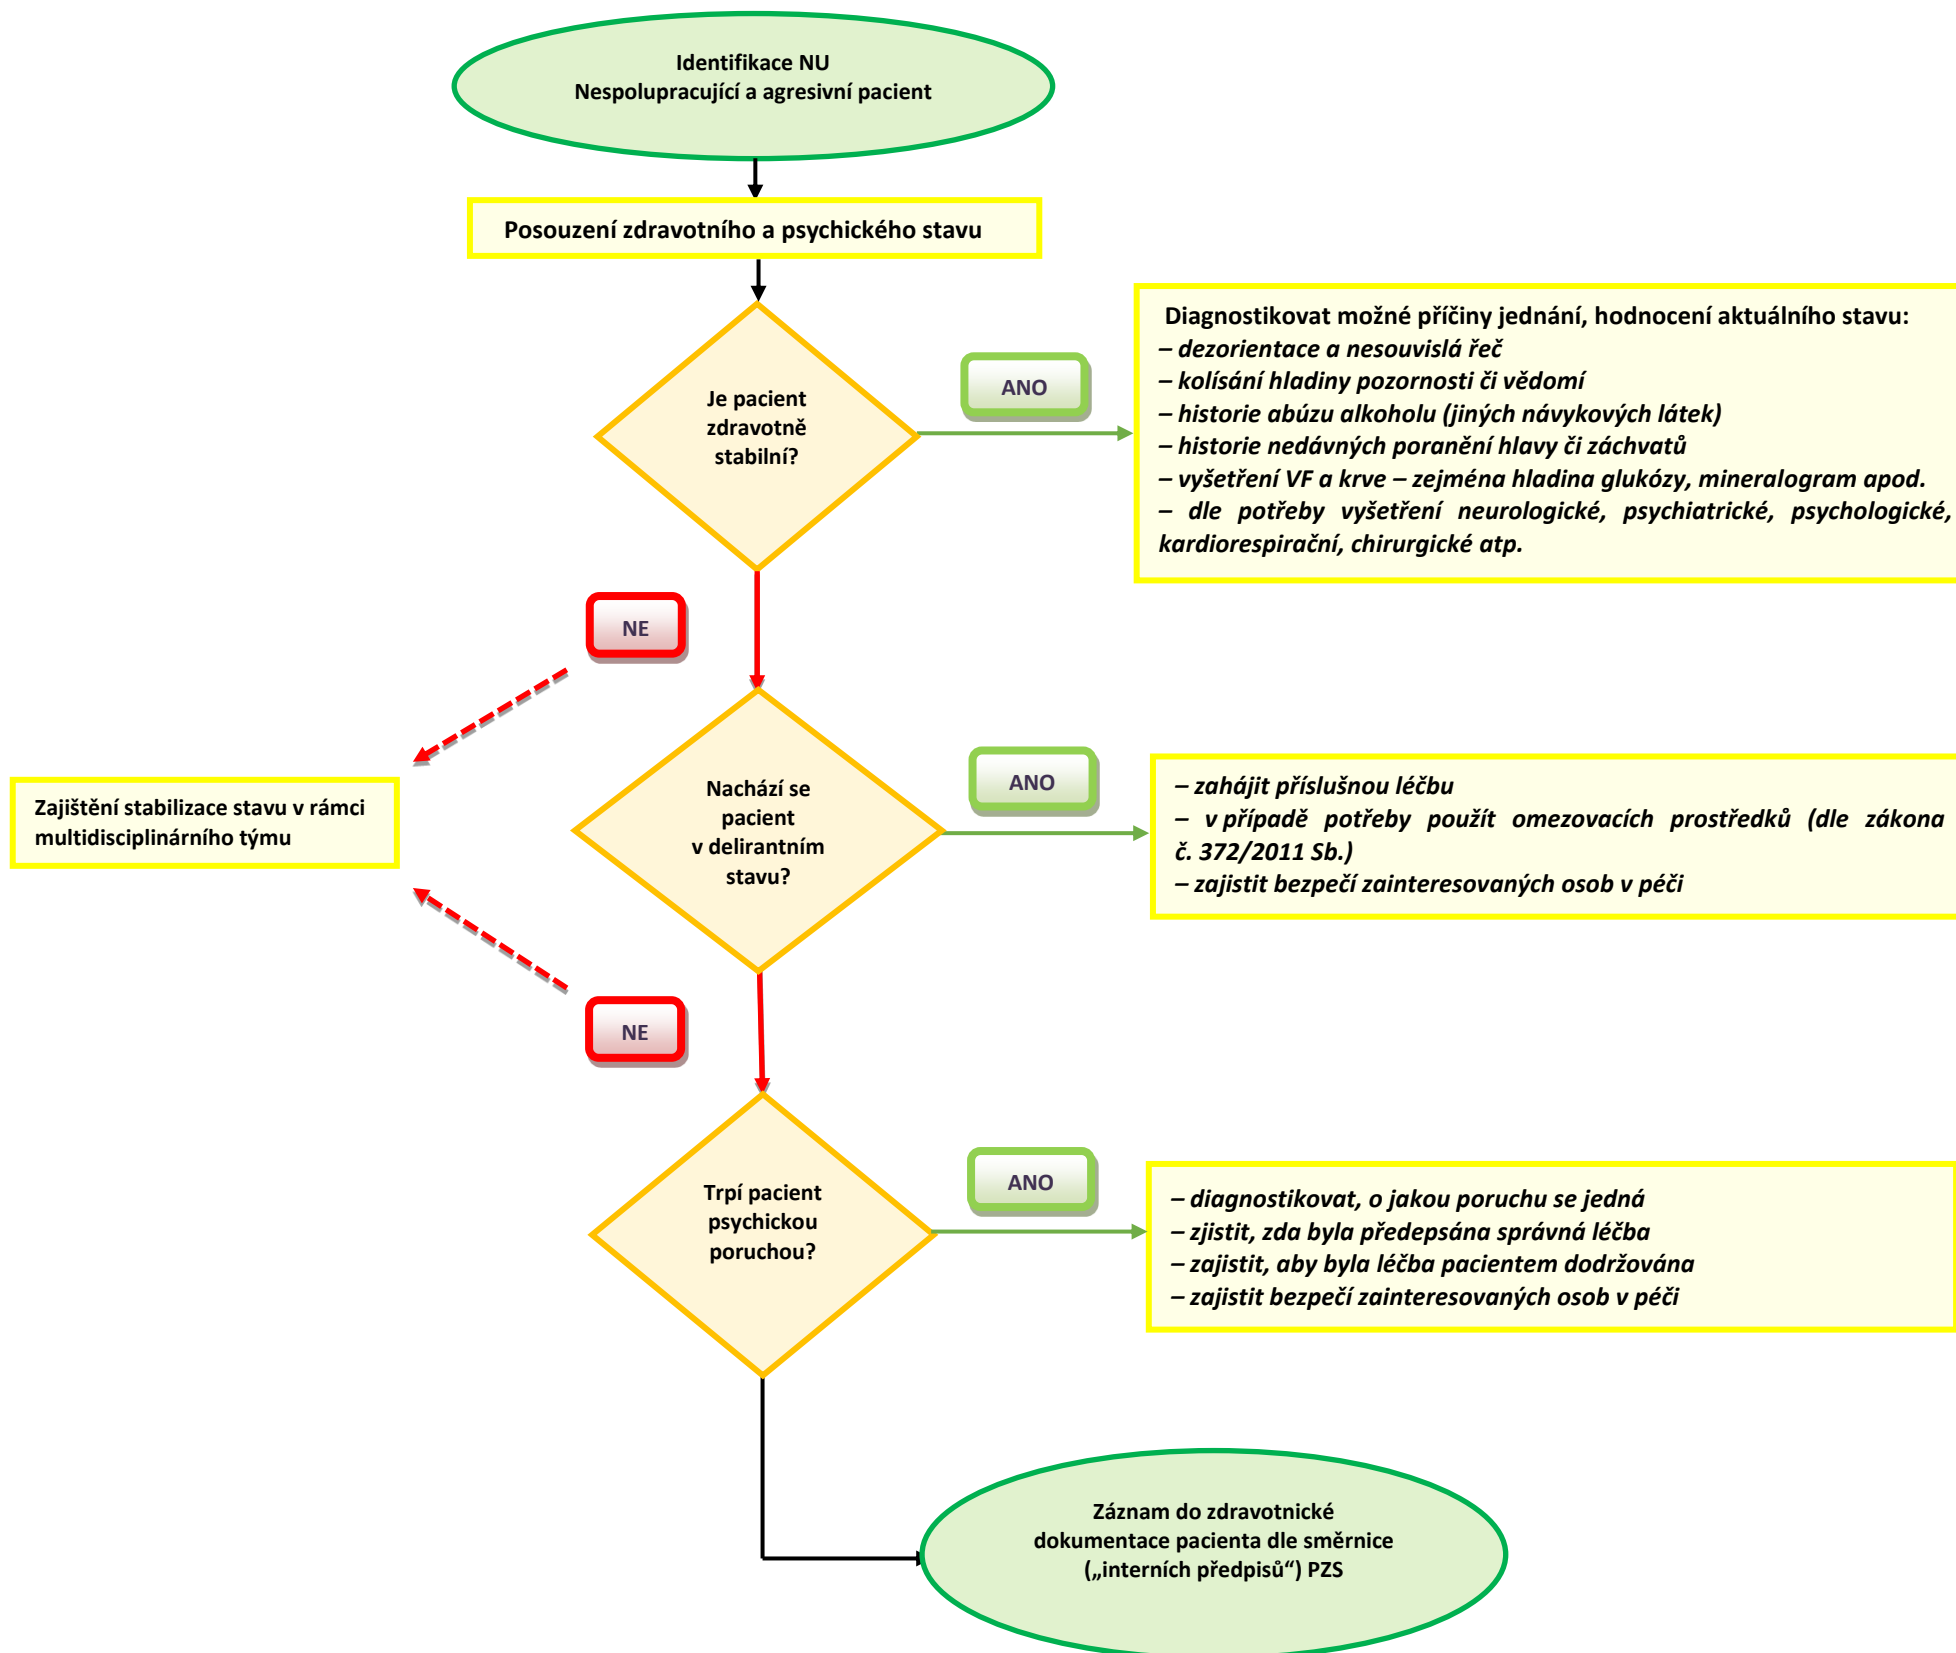 Identifikace NU
Nespolupracující a agresivní pacient
Posouzení zdravotního a psychického stavu
Je pacient
zdravotně
stabilní?
ANO
Diagnostikovat možné příčiny jednání, hodnocení aktuálního stavu:
– dezorientace a nesouvislá řeč
– kolísání hladiny pozornosti či vědomí
– historie abúzu alkoholu (jiných návykových látek)
– historie nedávných poranění hlavy či záchvatů
– vyšetření VF a krve – zejména hladina glukózy, mineralogram apod.
– dle potřeby vyšetření neurologické, psychiatrické, psychologické,
kardiorespirační, chirurgické atp.
NE
Zajištění stabilizace stavu v rámci
multidisciplinárního týmu
Nachází se
pacient
v delirantním
stavu?
ANO
– zahájit příslušnou léčbu
– v případě potřeby použít omezovacích prostředků (dle zákona
č. 372/2011 Sb.)
– zajistit bezpečí zainteresovaných osob v péči
NE
Trpí pacient
psychickou
poruchou?
ANO
– diagnostikovat, o jakou poruchu se jedná
– zjistit, zda byla předepsána správná léčba
– zajistit, aby byla léčba pacientem dodržována
– zajistit bezpečí zainteresovaných osob v péči
Záznam do zdravotnické
dokumentace pacienta dle směrnice
(„interních předpisů“) PZS